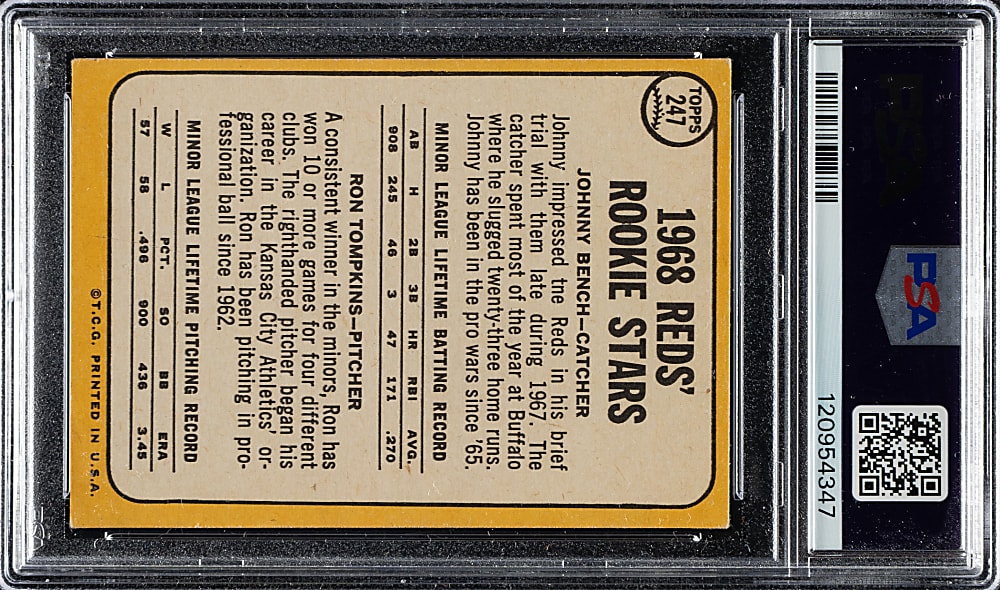 PSA
120954347
TOPPS
247
1968 REDS'
ROOKIE STARS
JOHNNY BENCH—CATCHER
Johnny impressed tne Reds in his brief
trial with them late during 1967. The
catcher spent most of the year at Buffalo
where he slugged twenty-three home runs.
Johnny has been in the pro wars since '65.
MINOR LEAGUE LIFETIME BATTING RECORD
AB H 2B 3B HR RBI AVG.
908 245 46 3 47 171 .270
RON TOMPKINS—PITCHER
A consistent winner in the minors, Ron has
won 10 or more games for four different
clubs. The righthanded pitcher began his
career in the Kansas City Athletics' or-
ganization. Ron has been pitching in pro-
fessional ball since 1962.
MINOR LEAGUE LIFETIME PITCHING RECORD
W L PCT. SO BB ERA
57 58 .496 900 436 3.45
©T.C.G. PRINTED IN U.S.A.